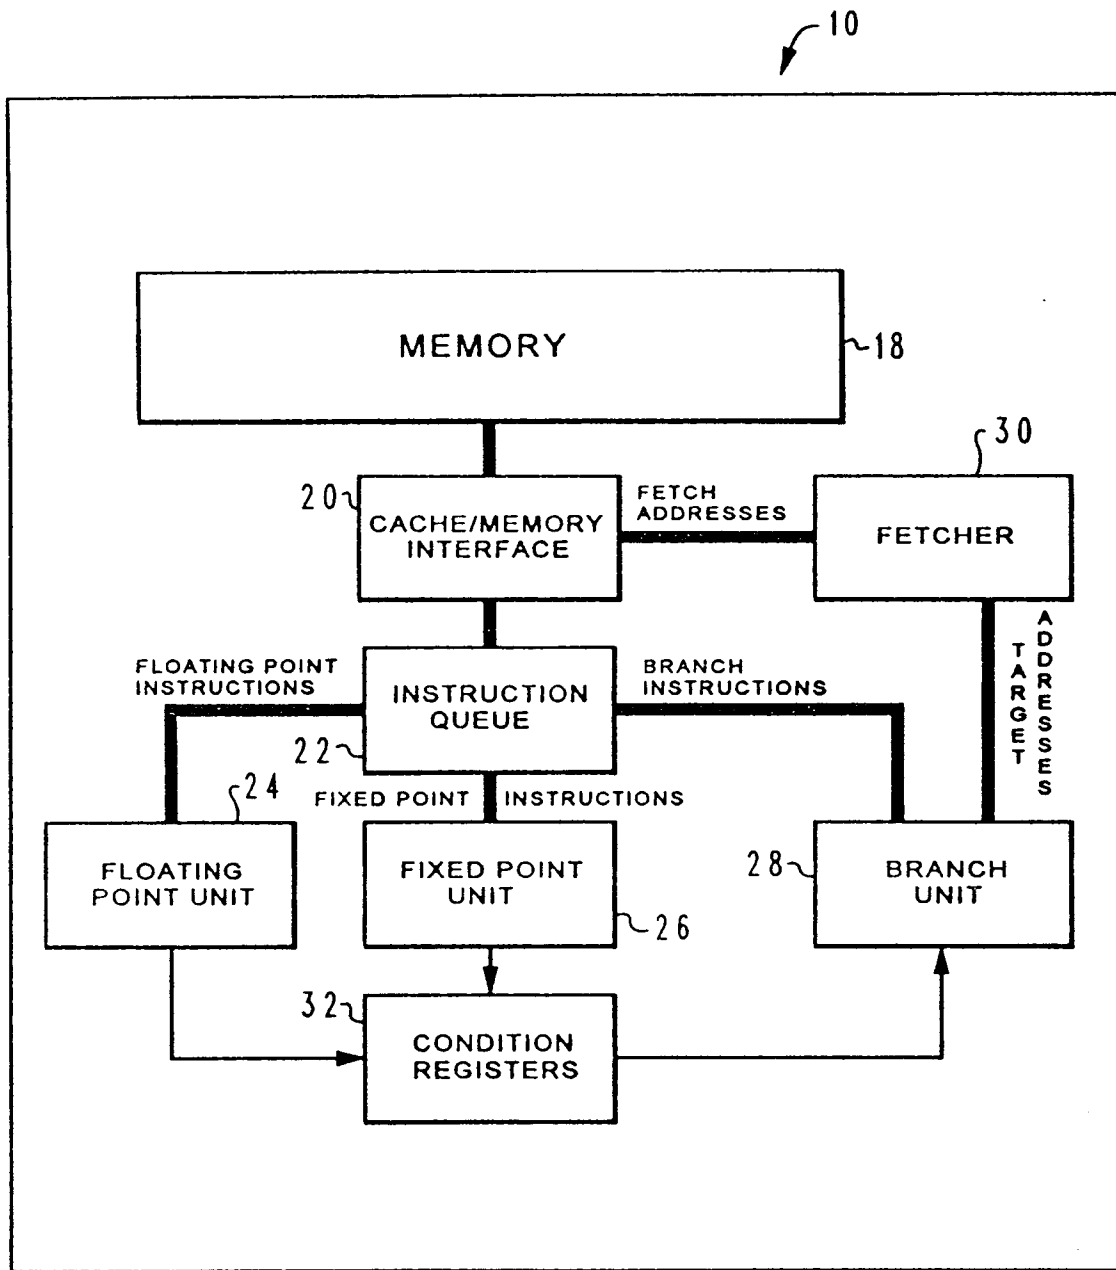 10
MEMORY
18
30
20
CACHE/MEMORY
INTERFACE
FETCH
ADDRESSES
FETCHER
FLOATING POINT
INSTRUCTIONS
INSTRUCTION
QUEUE
22
BRANCH
INSTRUCTIONS
TARGET
ADDRESSES
24
FIXED POINT INSTRUCTIONS
FLOATING
POINT UNIT
FIXED POINT
UNIT
26
28
BRANCH
UNIT
32
CONDITION
REGISTERS